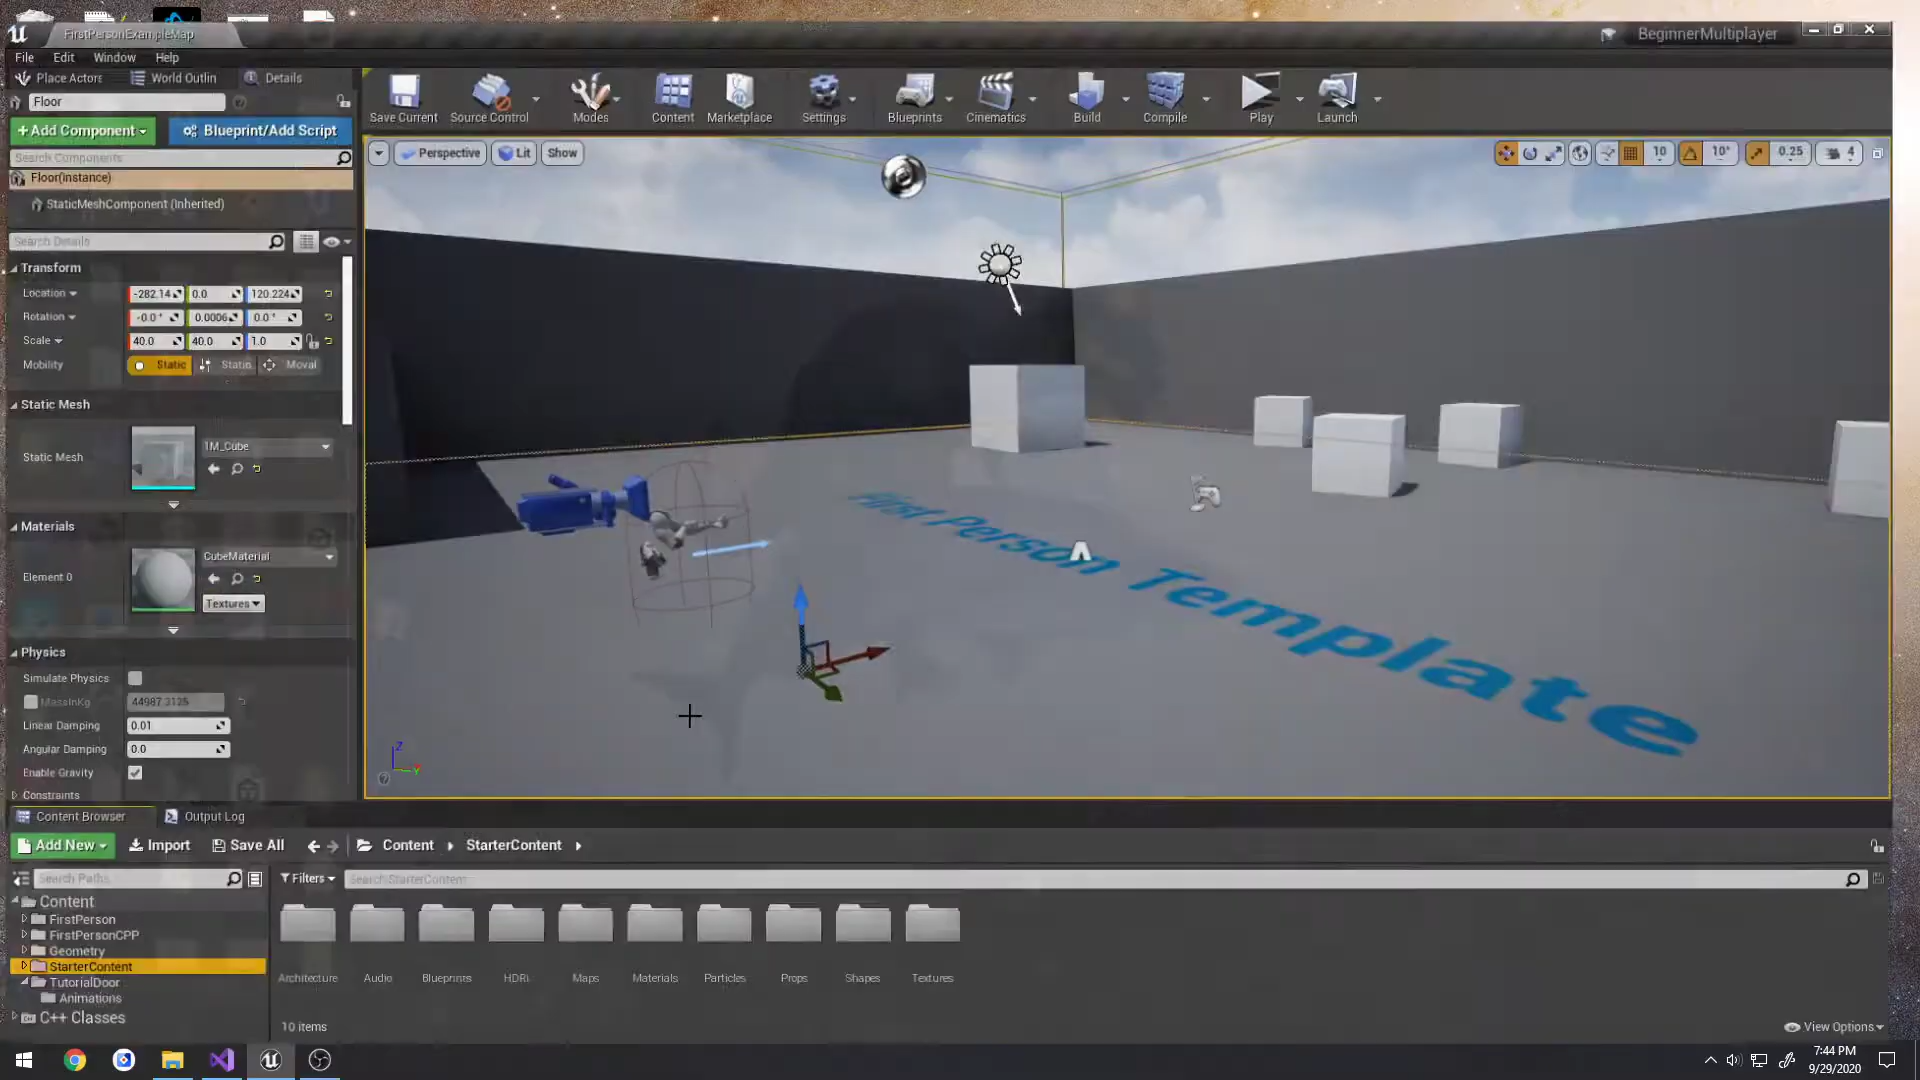 FirstPersonExampleMap
BeginnerMultiplayer
File Edit Window Help
Place Actors World Outlin Details
Floor
Save Current Source Control Modes Content Marketplace Settings Blueprints Cinematics Build Compile Play Launch
+Add Component Blueprint/Add Script
Search Components
Floor(Instance)
StaticMeshComponent (Inherited)
Perspective Lit Show
10 10° 0.25 4
Search Details
Transform
Location -282.14 0.0 120.224
Rotation -0.0° 0.0006 0.0°
Scale 40.0 40.0 1.0
Mobility Static Statio Moval
Static Mesh
Static Mesh 1M_Cube
Materials
Element 0 CubeMaterial
Textures
Physics
Simulate Physics
MassInKg 44987.3125
Linear Damping 0.01
Angular Damping 0.0
Enable Gravity
Constraints
First Person Template
Z
Y
Content Browser Output Log
Add New Import Save All Content StarterContent
Search Paths
Filters Search StarterContent
Content
FirstPerson
FirstPersonCPP
Geometry
StarterContent
TutorialDoor
Animations
C++ Classes
Architecture Audio Blueprints HDRI Maps Materials Particles Props Shapes Textures
10 items
View Options
7:44 PM
9/29/2020